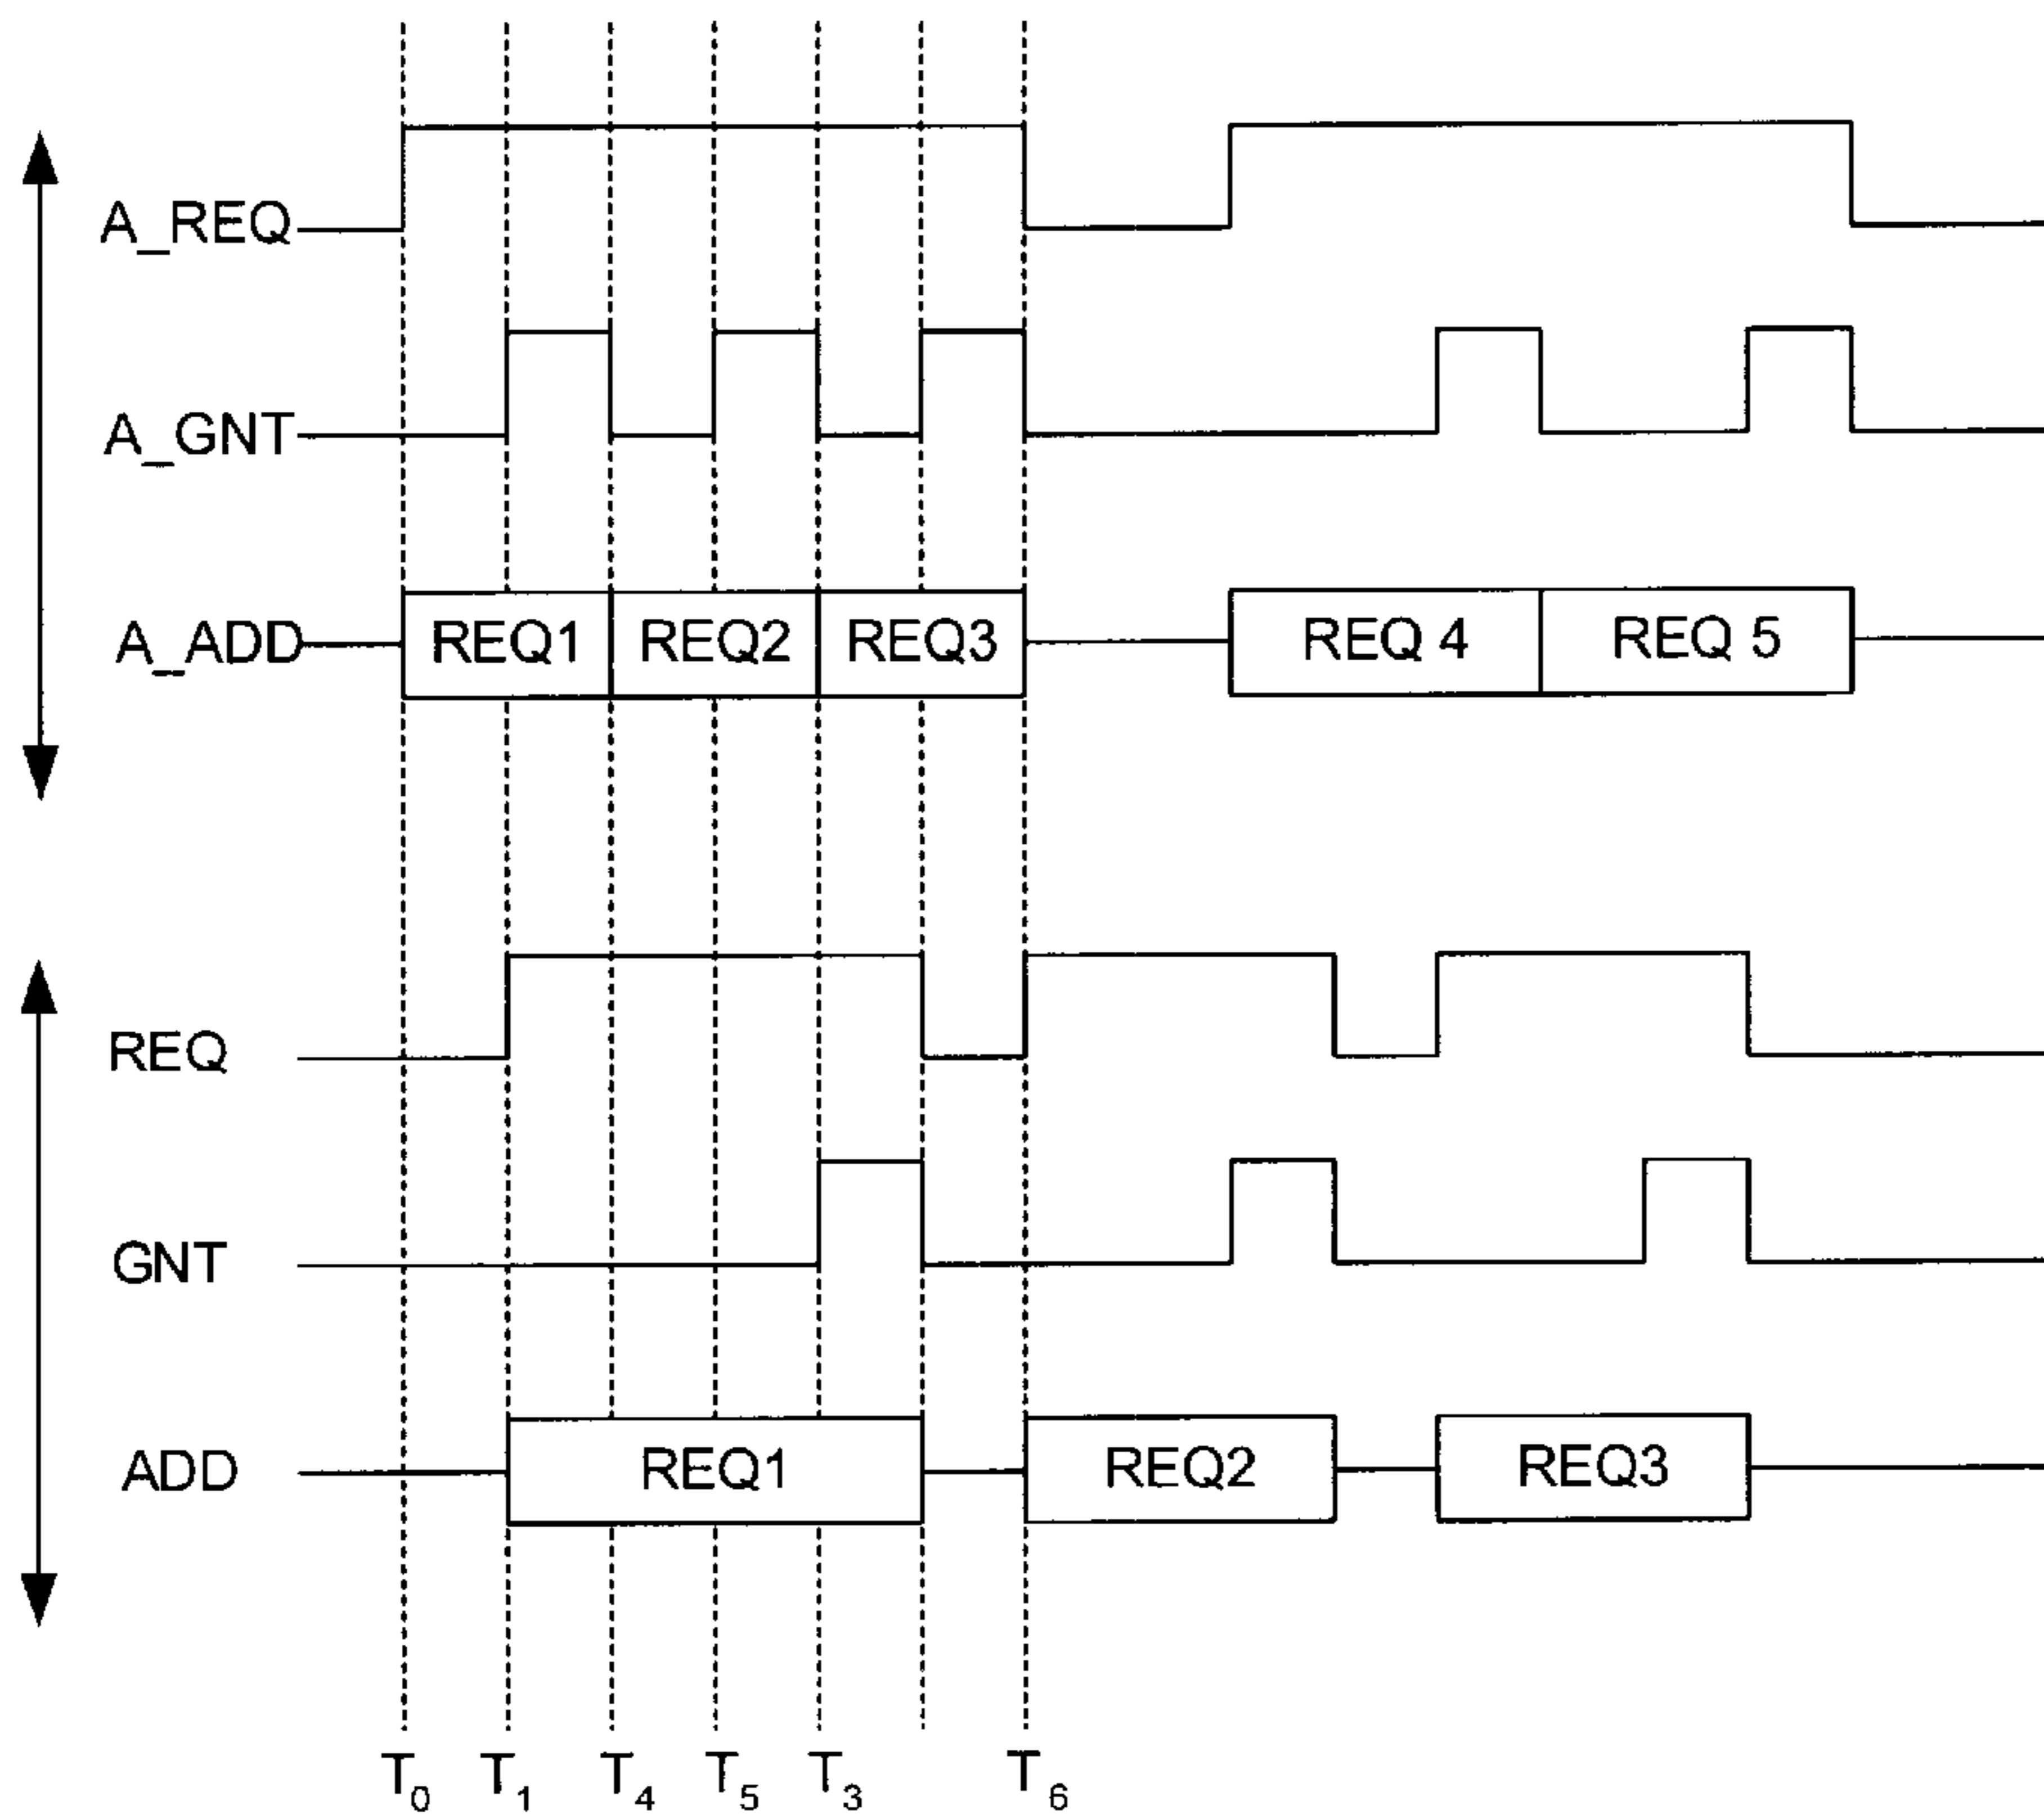 A_REQ
A_GNT
A_ADD REQ1 REQ2 REQ3 REQ 4 REQ 5
REQ
GNT
ADD REQ1 REQ2 REQ3
T0 T1 T4 T5 T3 T6